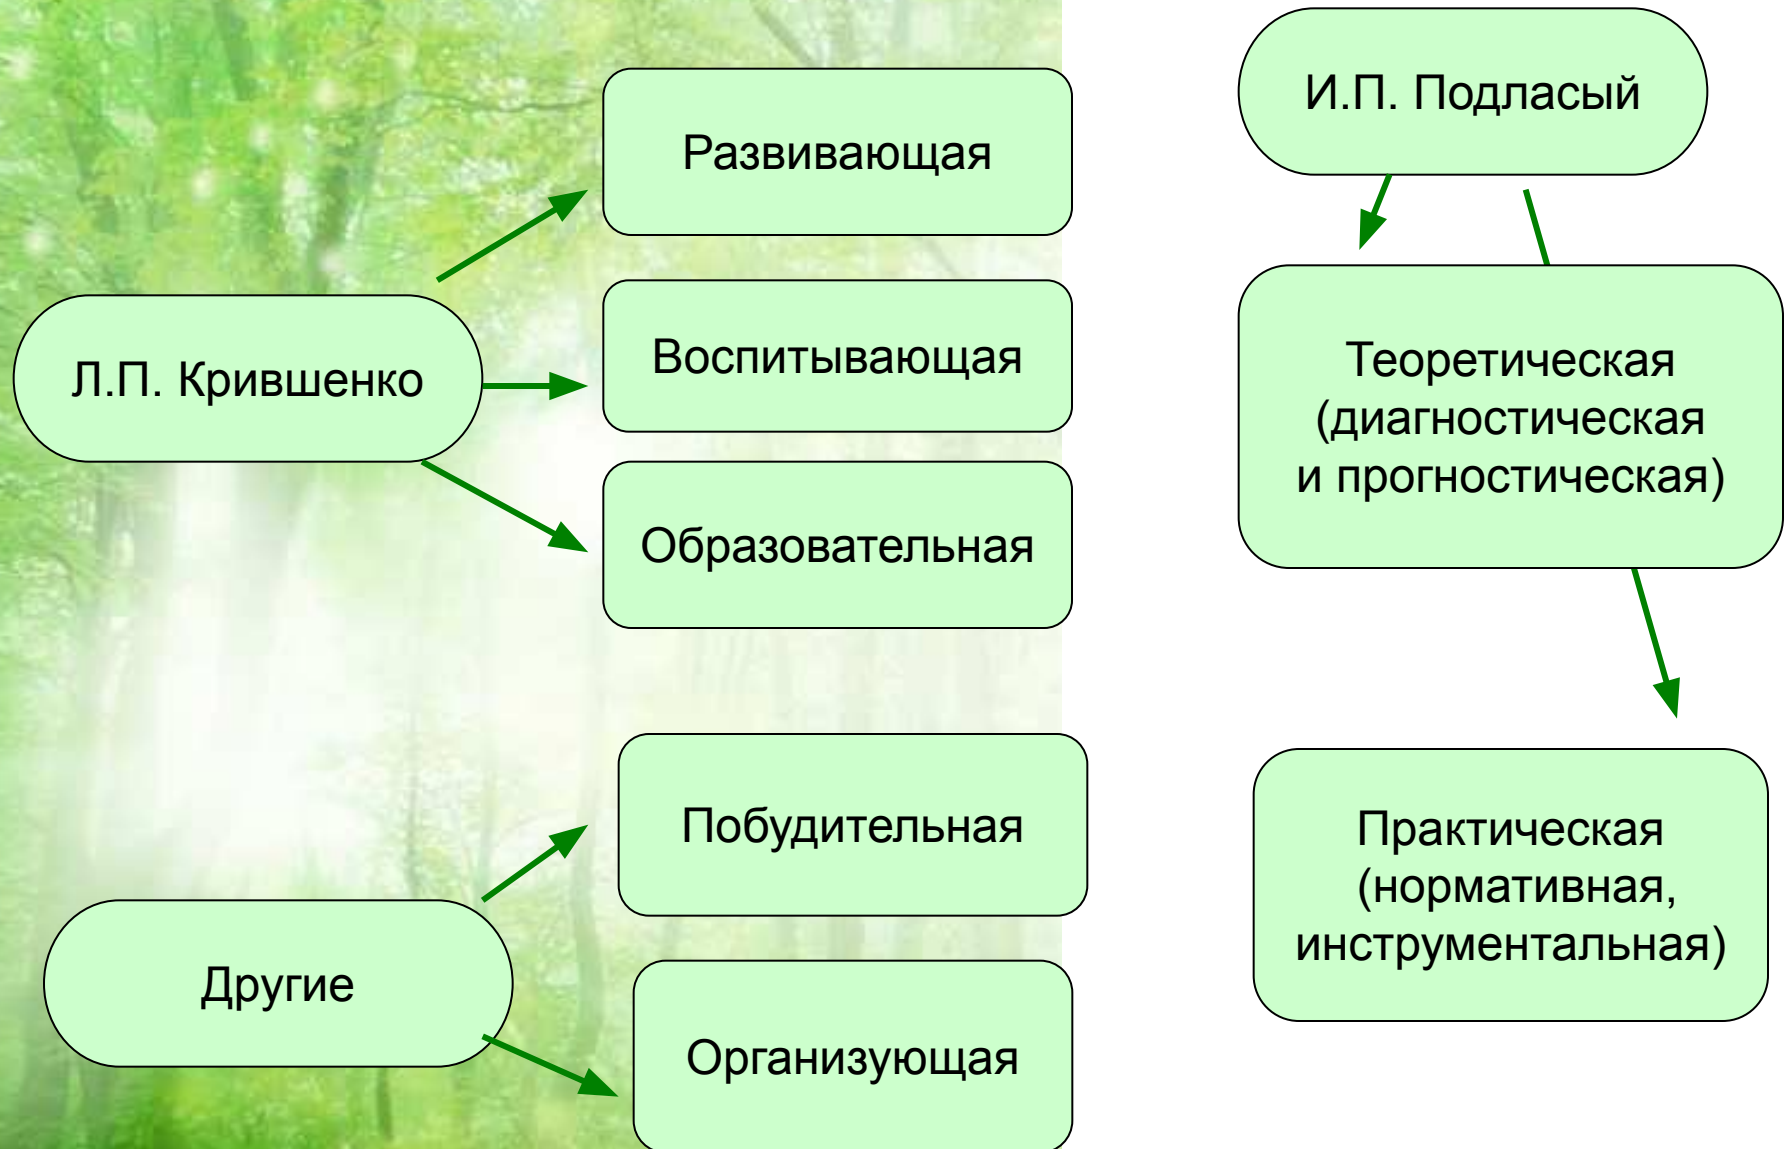 Л.П. Крившенко
Развивающая
Воспитывающая
Образовательная
Другие
Побудительная
Организующая
И.П. Подласый
Теоретическая
(диагностическая
и прогностическая)
Практическая
(нормативная,
инструментальная)